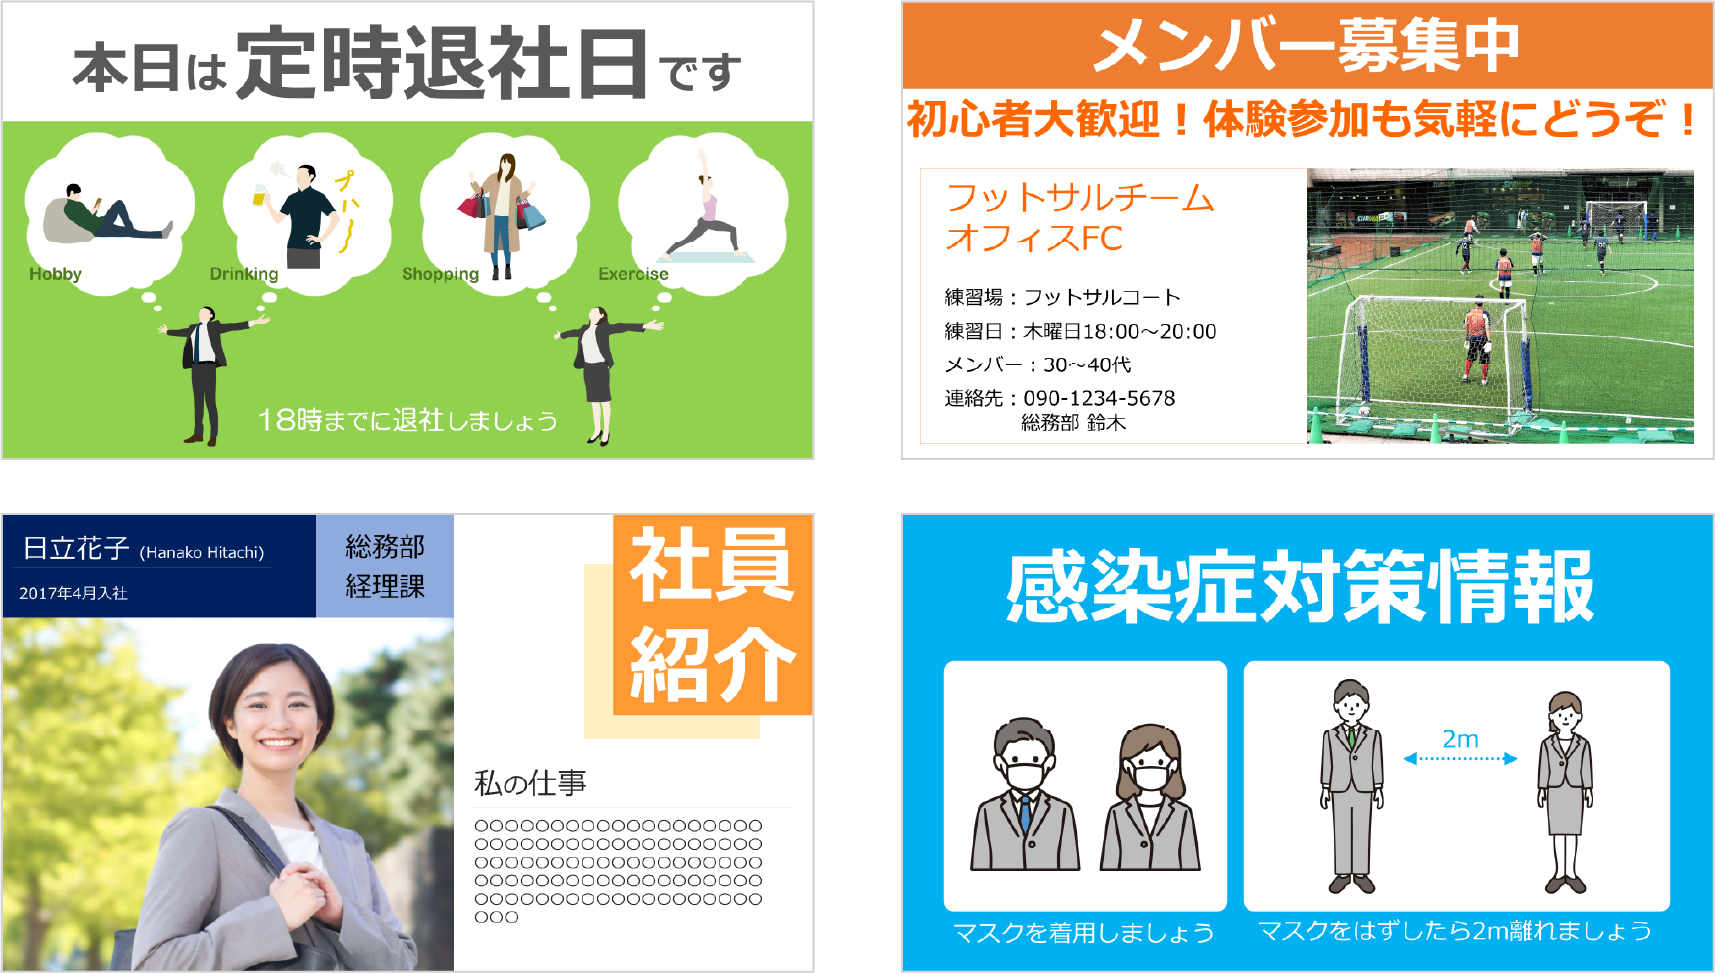 本日は定時退社日です
プハーッ
Hobby
Drinking
Shopping
Exercise
18時までに退社しましょう
メンバー募集中
初心者大歓迎！体験参加も気軽にどうぞ！
フットサルチーム
オフィスFC
練習場：フットサルコート
練習日：木曜日18:00～20:00
メンバー：30～40代
連絡先：090-1234-5678
総務部 鈴木
日立花子 (Hanako Hitachi)
2017年4月入社
総務部
経理課
社員
紹介
私の仕事
〇〇〇〇〇〇〇〇〇〇〇〇〇〇〇〇〇〇〇
〇〇〇〇〇〇〇〇〇〇〇〇〇〇〇〇〇〇〇
〇〇〇〇〇〇〇〇〇〇〇〇〇〇〇〇〇〇〇
〇〇〇〇〇〇〇〇〇〇〇〇〇〇〇〇〇〇〇
〇〇〇〇〇〇〇〇〇〇〇〇〇〇〇〇〇〇〇
〇〇〇
感染症対策情報
2m
マスクを着用しましょう
マスクをはずしたら2m離れましょう